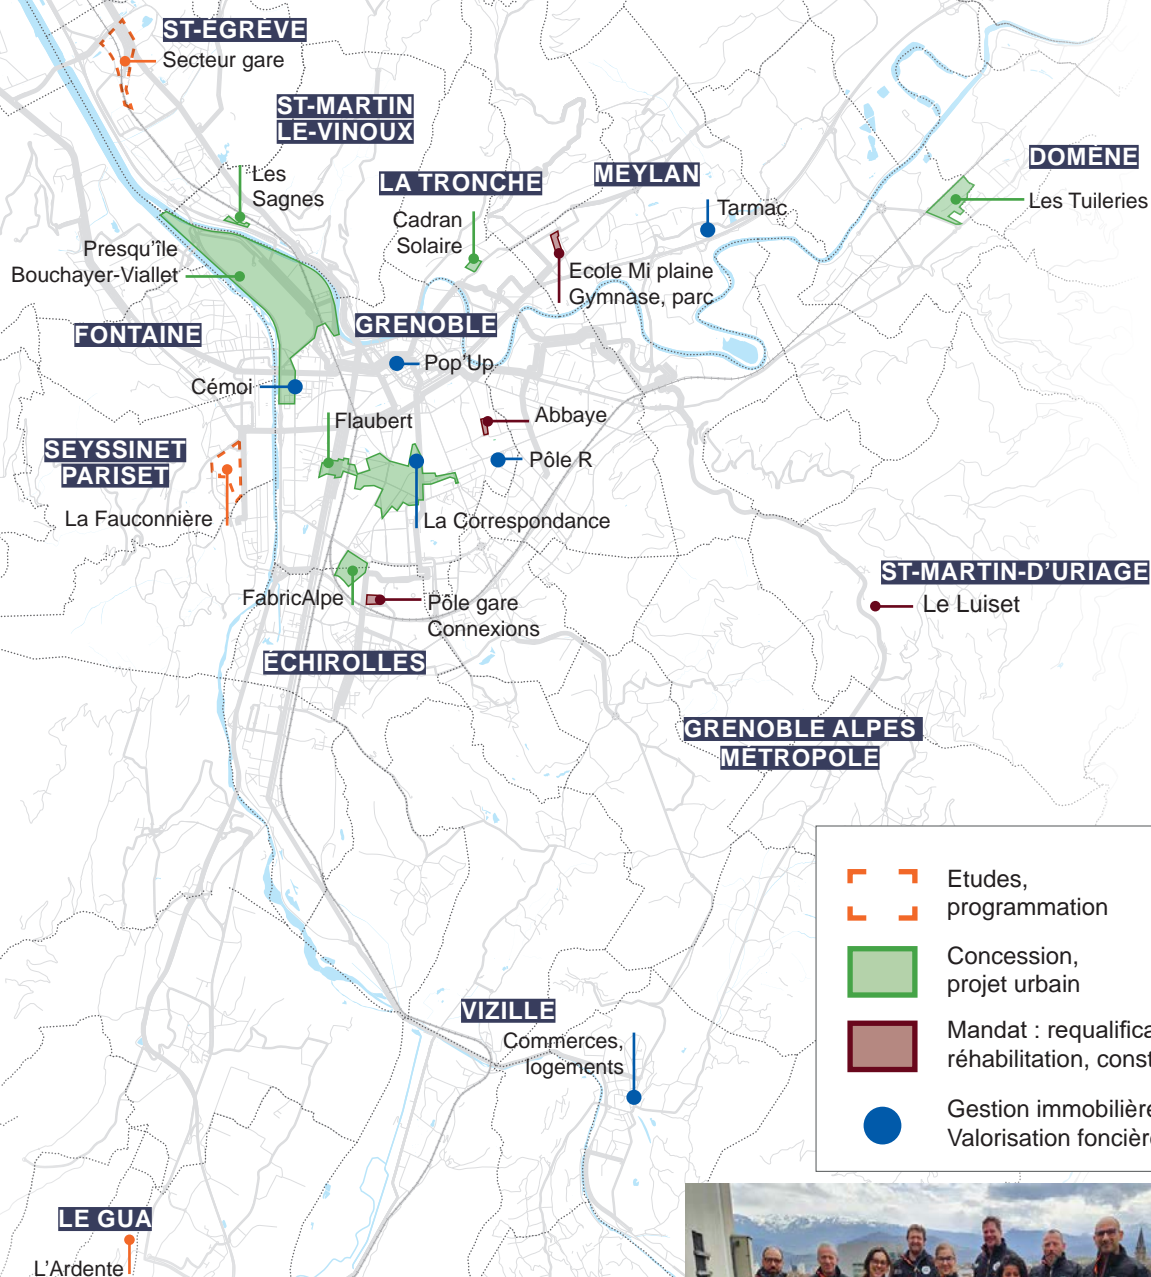 ST-EGRÈVE
Secteur gare
ST-MARTIN
LE-VINOUX
Les
Sagnes
LA TRONCHE
Cadran
Solaire
MEYLAN
Tarmac
DOMÈNE
Les Tuileries
Presqu'île
Bouchayer-Viallet
Ecole Mi plaine
Gymnase, parc
FONTAINE
GRENOBLE
Pop'Up
Cémoi
Flaubert
Abbaye
SEYSSINET
PARISET
Pôle R
La Fauconnière
La Correspondance
ST-MARTIN-D'URIAGE
Le Luiset
FabricAlpe
Pôle gare
Connexions
ÉCHIROLLES
GRENOBLE ALPES
MÉTROPOLE
Etudes,
programmation
Concession,
projet urbain
Mandat : requalifica
réhabilitation, const
Gestion immobilière
Valorisation foncière
VIZILLE
Commerces,
logements
LE GUA
L'Ardente